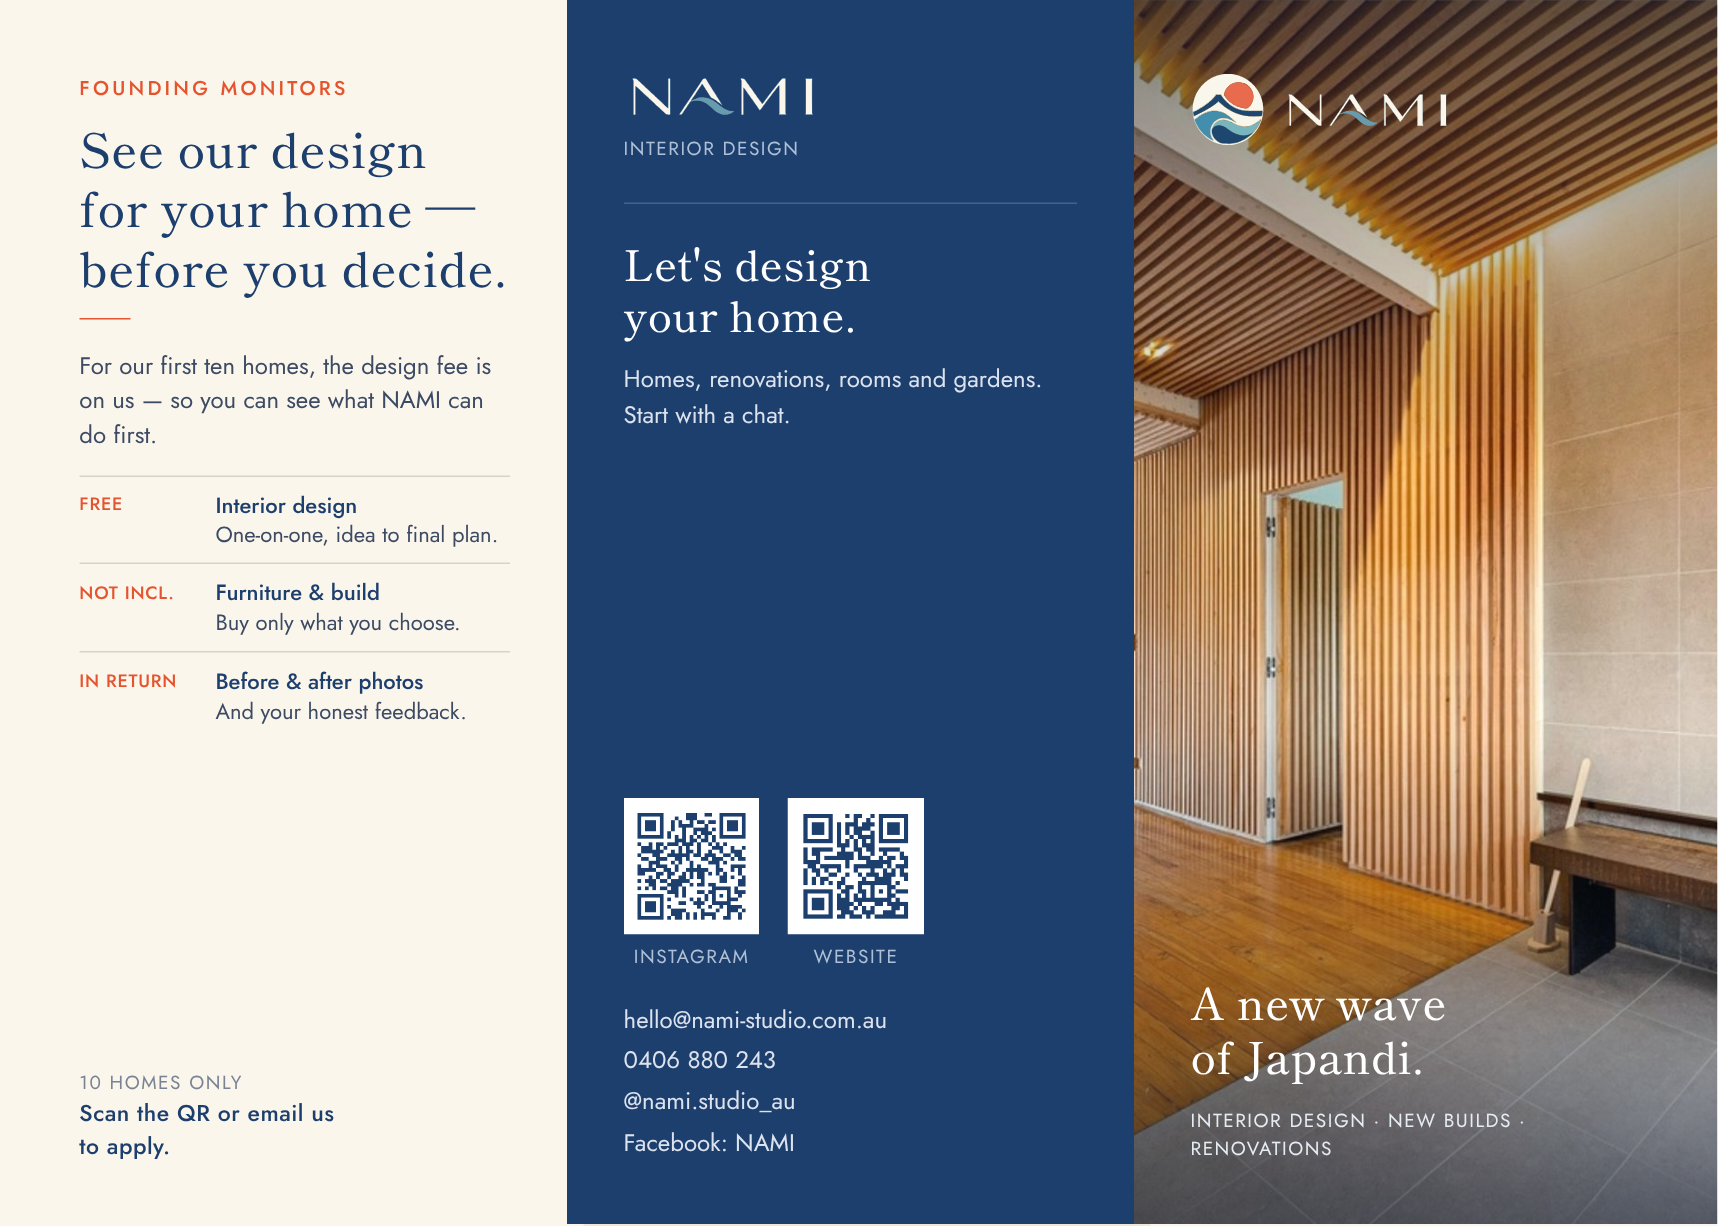 FOUNDING MONITORS
See our design
for your home —
before you decide.
For our first ten homes, the design fee is
on us — so you can see what NAMI can
do first.
FREE
Interior design
One-on-one, idea to final plan.
NOT INCL.
Furniture & build
Buy only what you choose.
IN RETURN
Before & after photos
And your honest feedback.
10 HOMES ONLY
Scan the QR or email us
to apply.
NAMI
INTERIOR DESIGN
Let's design
your home.
Homes, renovations, rooms and gardens.
Start with a chat.
INSTAGRAM
WEBSITE
hello@nami-studio.com.au
0406 880 243
@nami.studio_au
Facebook: NAMI
NAMI
A new wave
of Japandi.
INTERIOR DESIGN · NEW BUILDS ·
RENOVATIONS